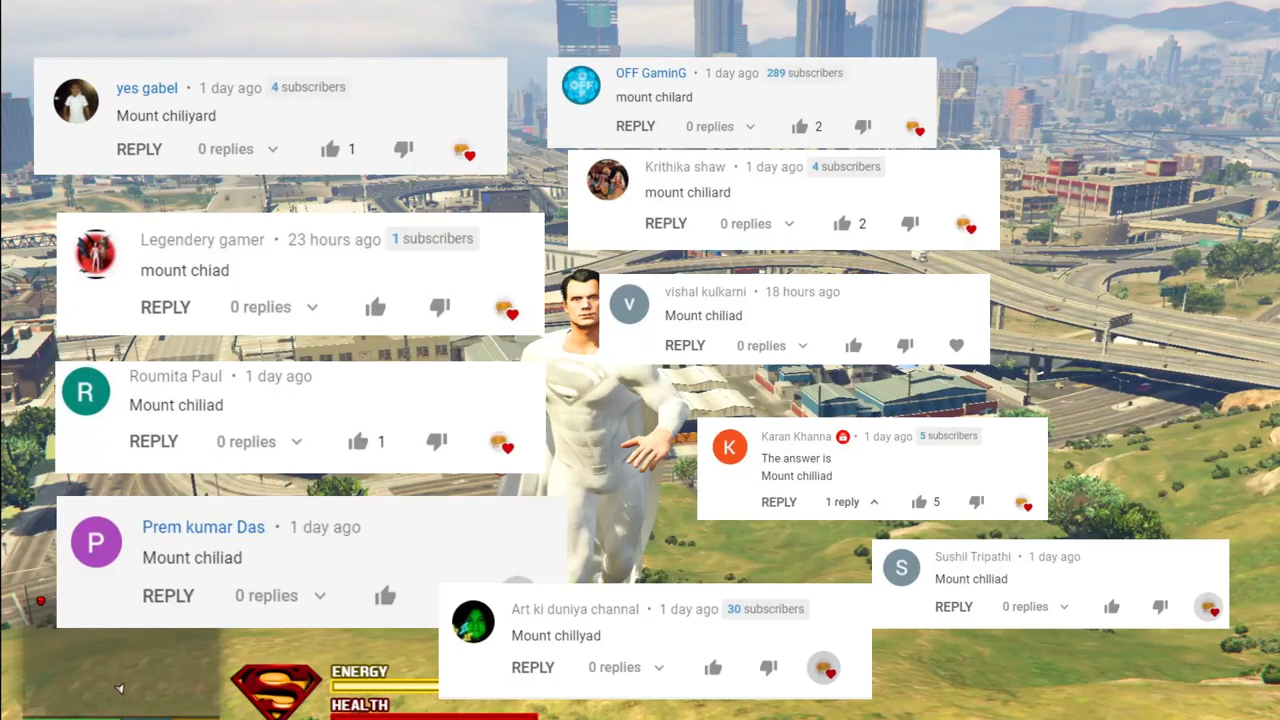 yes gabel • 1 day ago 4 subscribers
Mount chiliyard
REPLY 0 replies 1
OFF GaminG • 1 day ago 289 subscribers
OFF
mount chilard
REPLY 0 replies 2
Krithika shaw • 1 day ago 4 subscribers
mount chiliard
REPLY 0 replies 2
Legendery gamer • 23 hours ago 1 subscribers
mount chiad
REPLY 0 replies
V
vishal kulkarni • 18 hours ago
Mount chiliad
REPLY 0 replies
R
Roumita Paul • 1 day ago
Mount chiliad
REPLY 0 replies 1
K
Karan Khanna • 1 day ago 5 subscribers
The answer is
Mount chilliad
REPLY 1 reply 5
P
Prem kumar Das • 1 day ago
Mount chiliad
REPLY 0 replies
S
Sushil Tripathi • 1 day ago
Mount chlliad
REPLY 0 replies
Art ki duniya channal • 1 day ago 30 subscribers
Mount chillyad
REPLY 0 replies
S
ENERGY
HEALTH